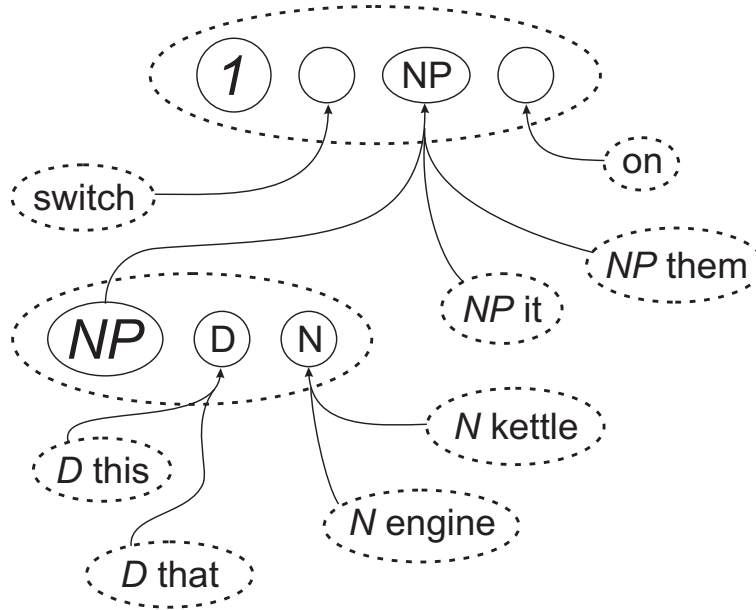 1 NP
switch
on
NP them
NP it
NP D N
N kettle
D this
N engine
D that